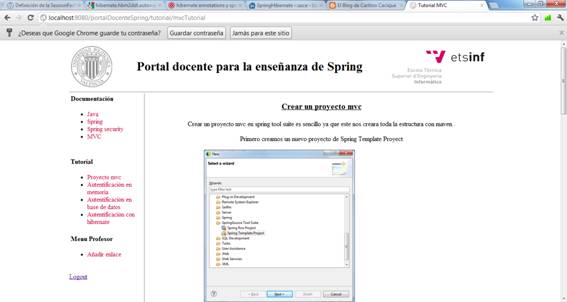 Definición de la SessionFact
hibernate.hbm2ddl.autom
hibernate annotations y sp
SpringHibernate - uace -
El Blog de Carlitos Cacique
Tutorial MVC
localhost:9080/portalDocenteSpring/tutorial/mvcTutorial
¿Deseas que Google Chrome guarde tu contraseña?
Guardar contraseña
Jamás para este sitio
Portal docente para la enseñanza de Spring
etsinf
Escola Tècnica
Superior d'Enginyeria
Informàtica
Documentación
Java
Spring
Spring security
MVC
Tutorial
Proyecto mvc
Autentificación en
memoria
Autentificación en
base de datos
Autentificación con
hibernate
Menu Profesor
Añadir enlace
Logout
Crear un proyecto mvc
Crear un proyecto mvc en spring tool suite es sencillo ya que este nos creara toda la estructura con maven.
Primero creamos un nuevo proyecto de Spring Template Proyect
New
Select a wizard
Wizards:
type filter text
Plug-in Development
Remote System Explorer
Server
Spring
SpringSource Tool Suite
Spring Roo Project
Spring Template Project
SQL Development
Tasks
User Assistance
Web
Web Services
XML
< Back
Next >
Finish
Cancel